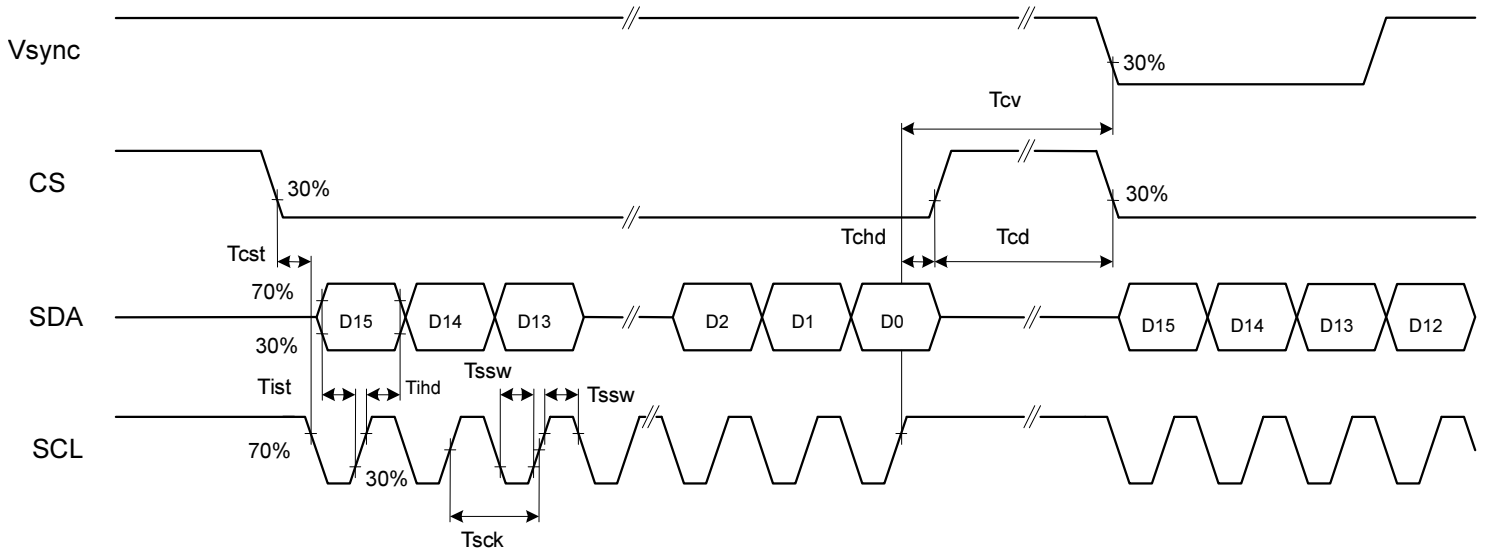 Vsync
30%
Tcv
CS
30%
30%
Tcst
Tchd
Tcd
SDA
70%
30%
D15
D14
D13
D2
D1
D0
D15
D14
D13
D12
Tist
Tihd
Tssw
Tssw
SCL
70%
30%
Tsck